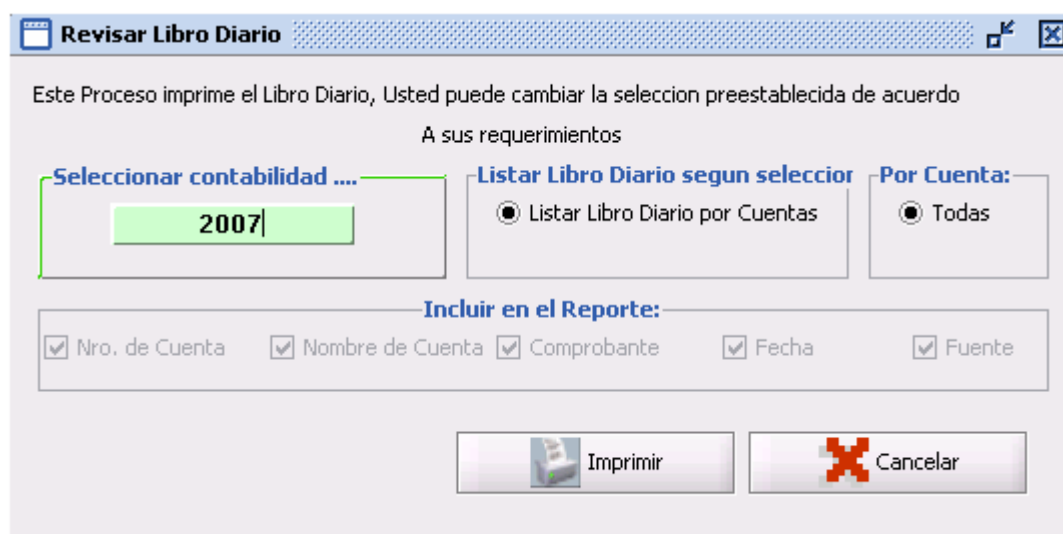 Revisar Libro Diario
Este Proceso imprime el Libro Diario, Usted puede cambiar la seleccion preestablecida de acuerdo
A sus requerimientos
Seleccionar contabilidad ....
2007
Listar Libro Diario segun seleccion
Listar Libro Diario por Cuentas
Por Cuenta:
Todas
Incluir en el Reporte:
Nro. de Cuenta Nombre de Cuenta Comprobante Fecha Fuente
Imprimir Cancelar